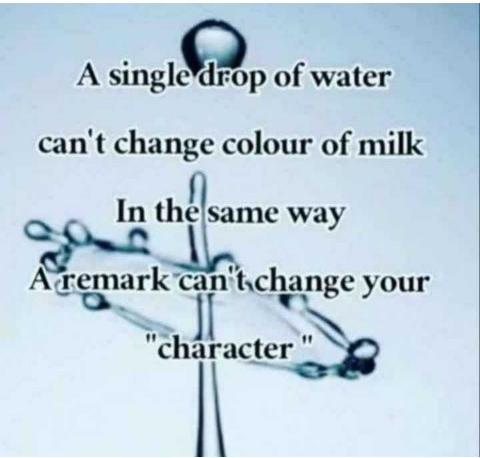 A single drop of water
can't change colour of milk
In the same way
A remark can't change your
"character "